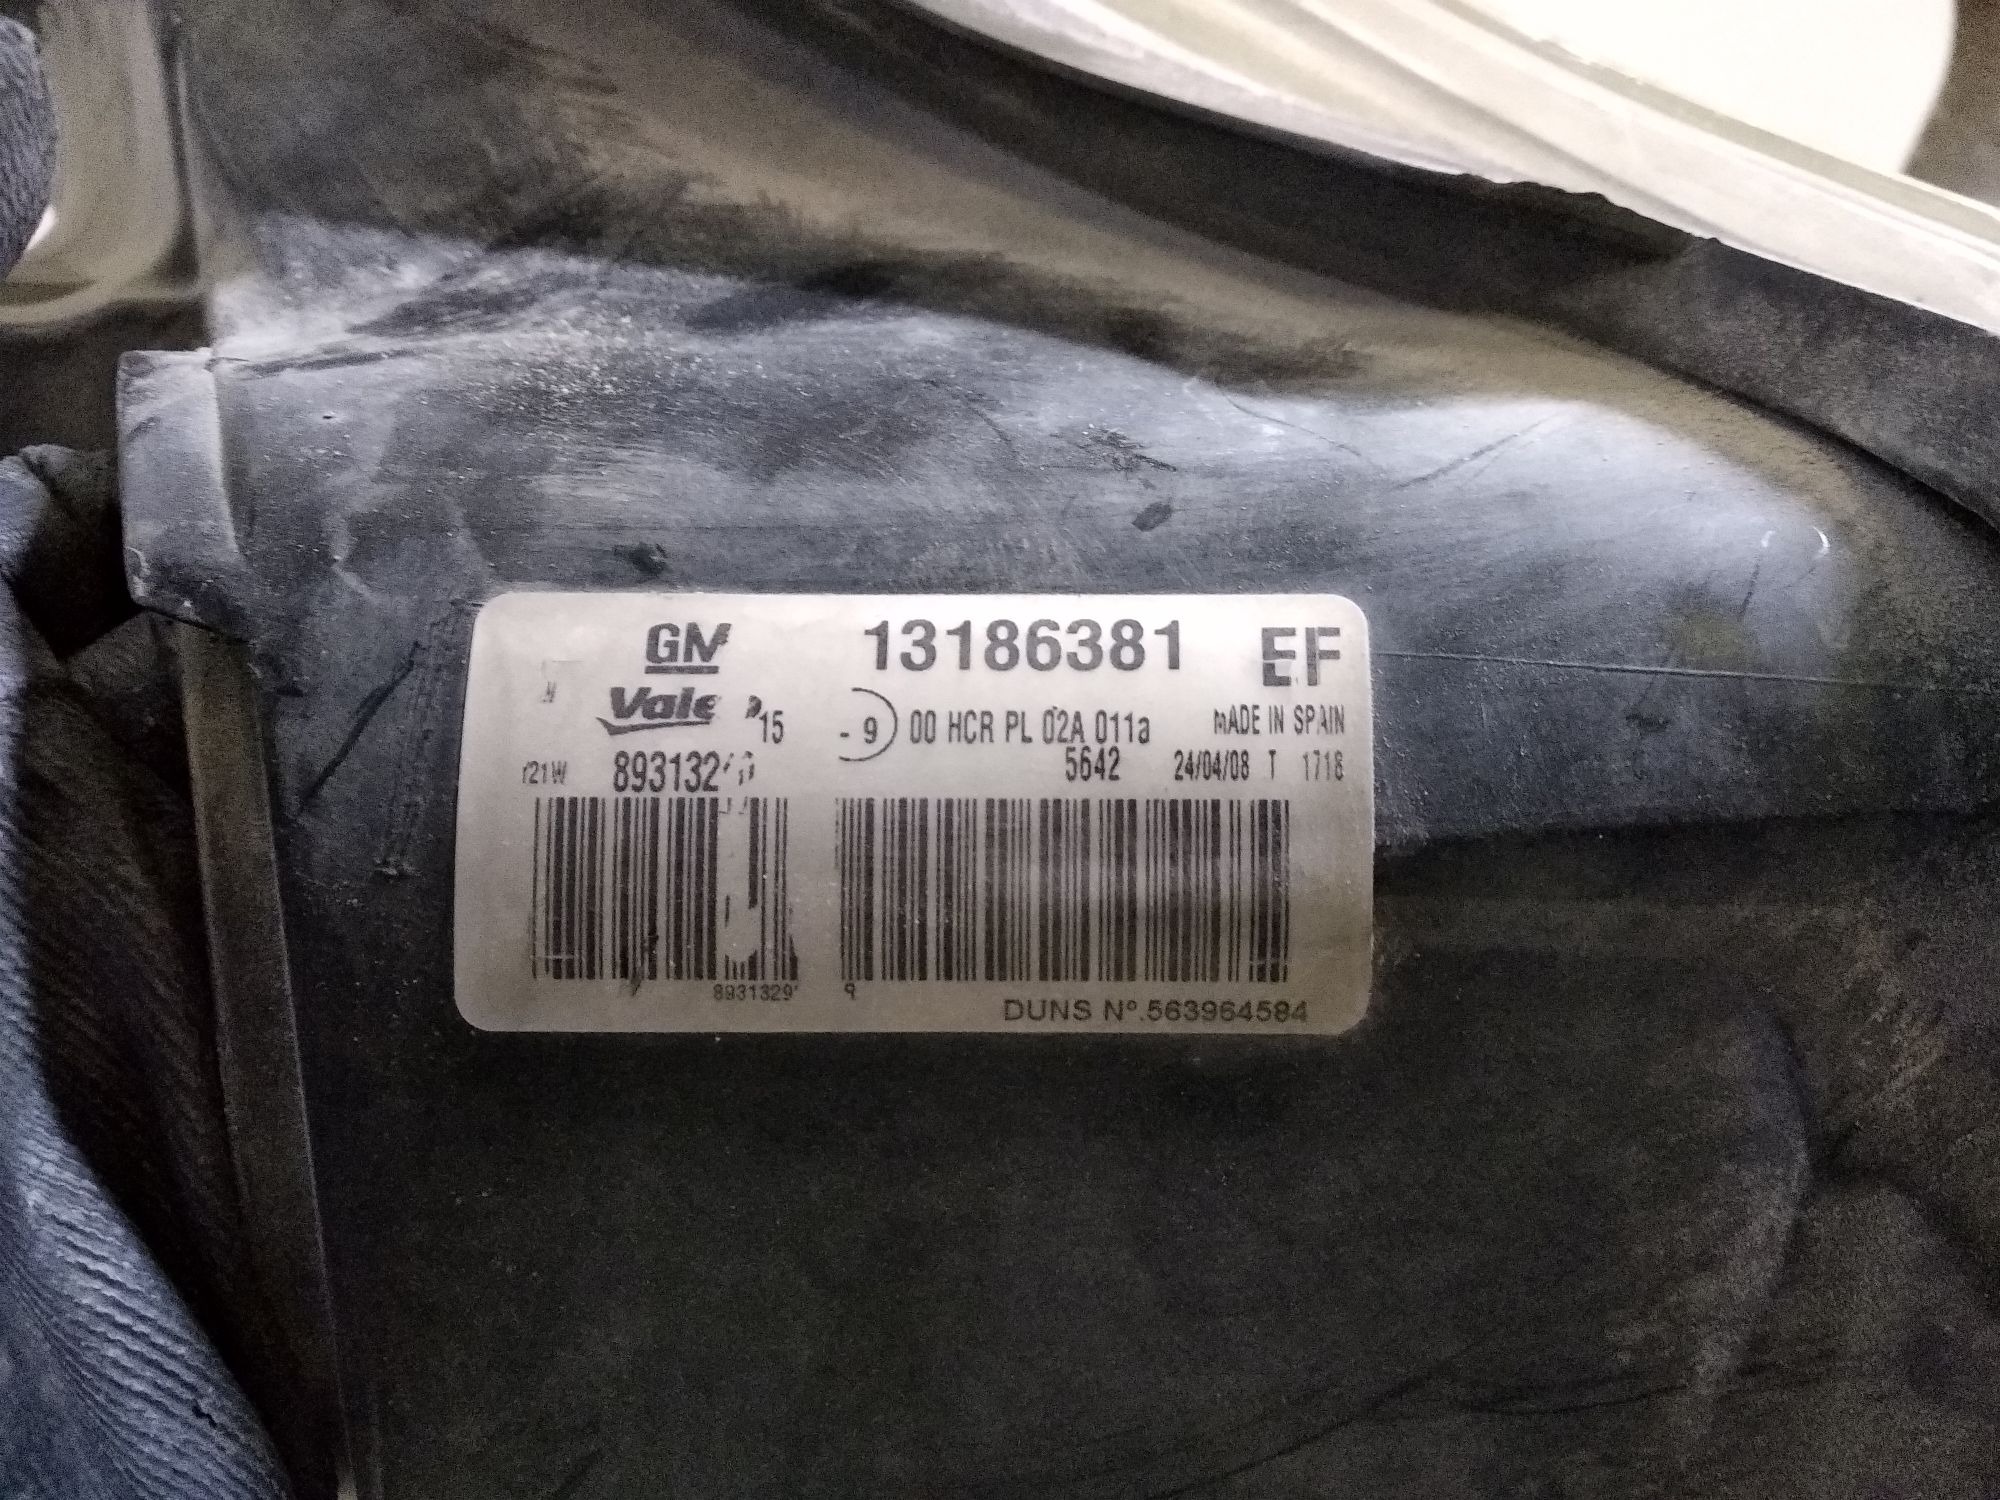 GM 13186381 EF
15 - 9 00 HCR PL 02A 011a MADE IN SPAIN
5642 24/04/08 T 1718
DUNS Nº.563964584